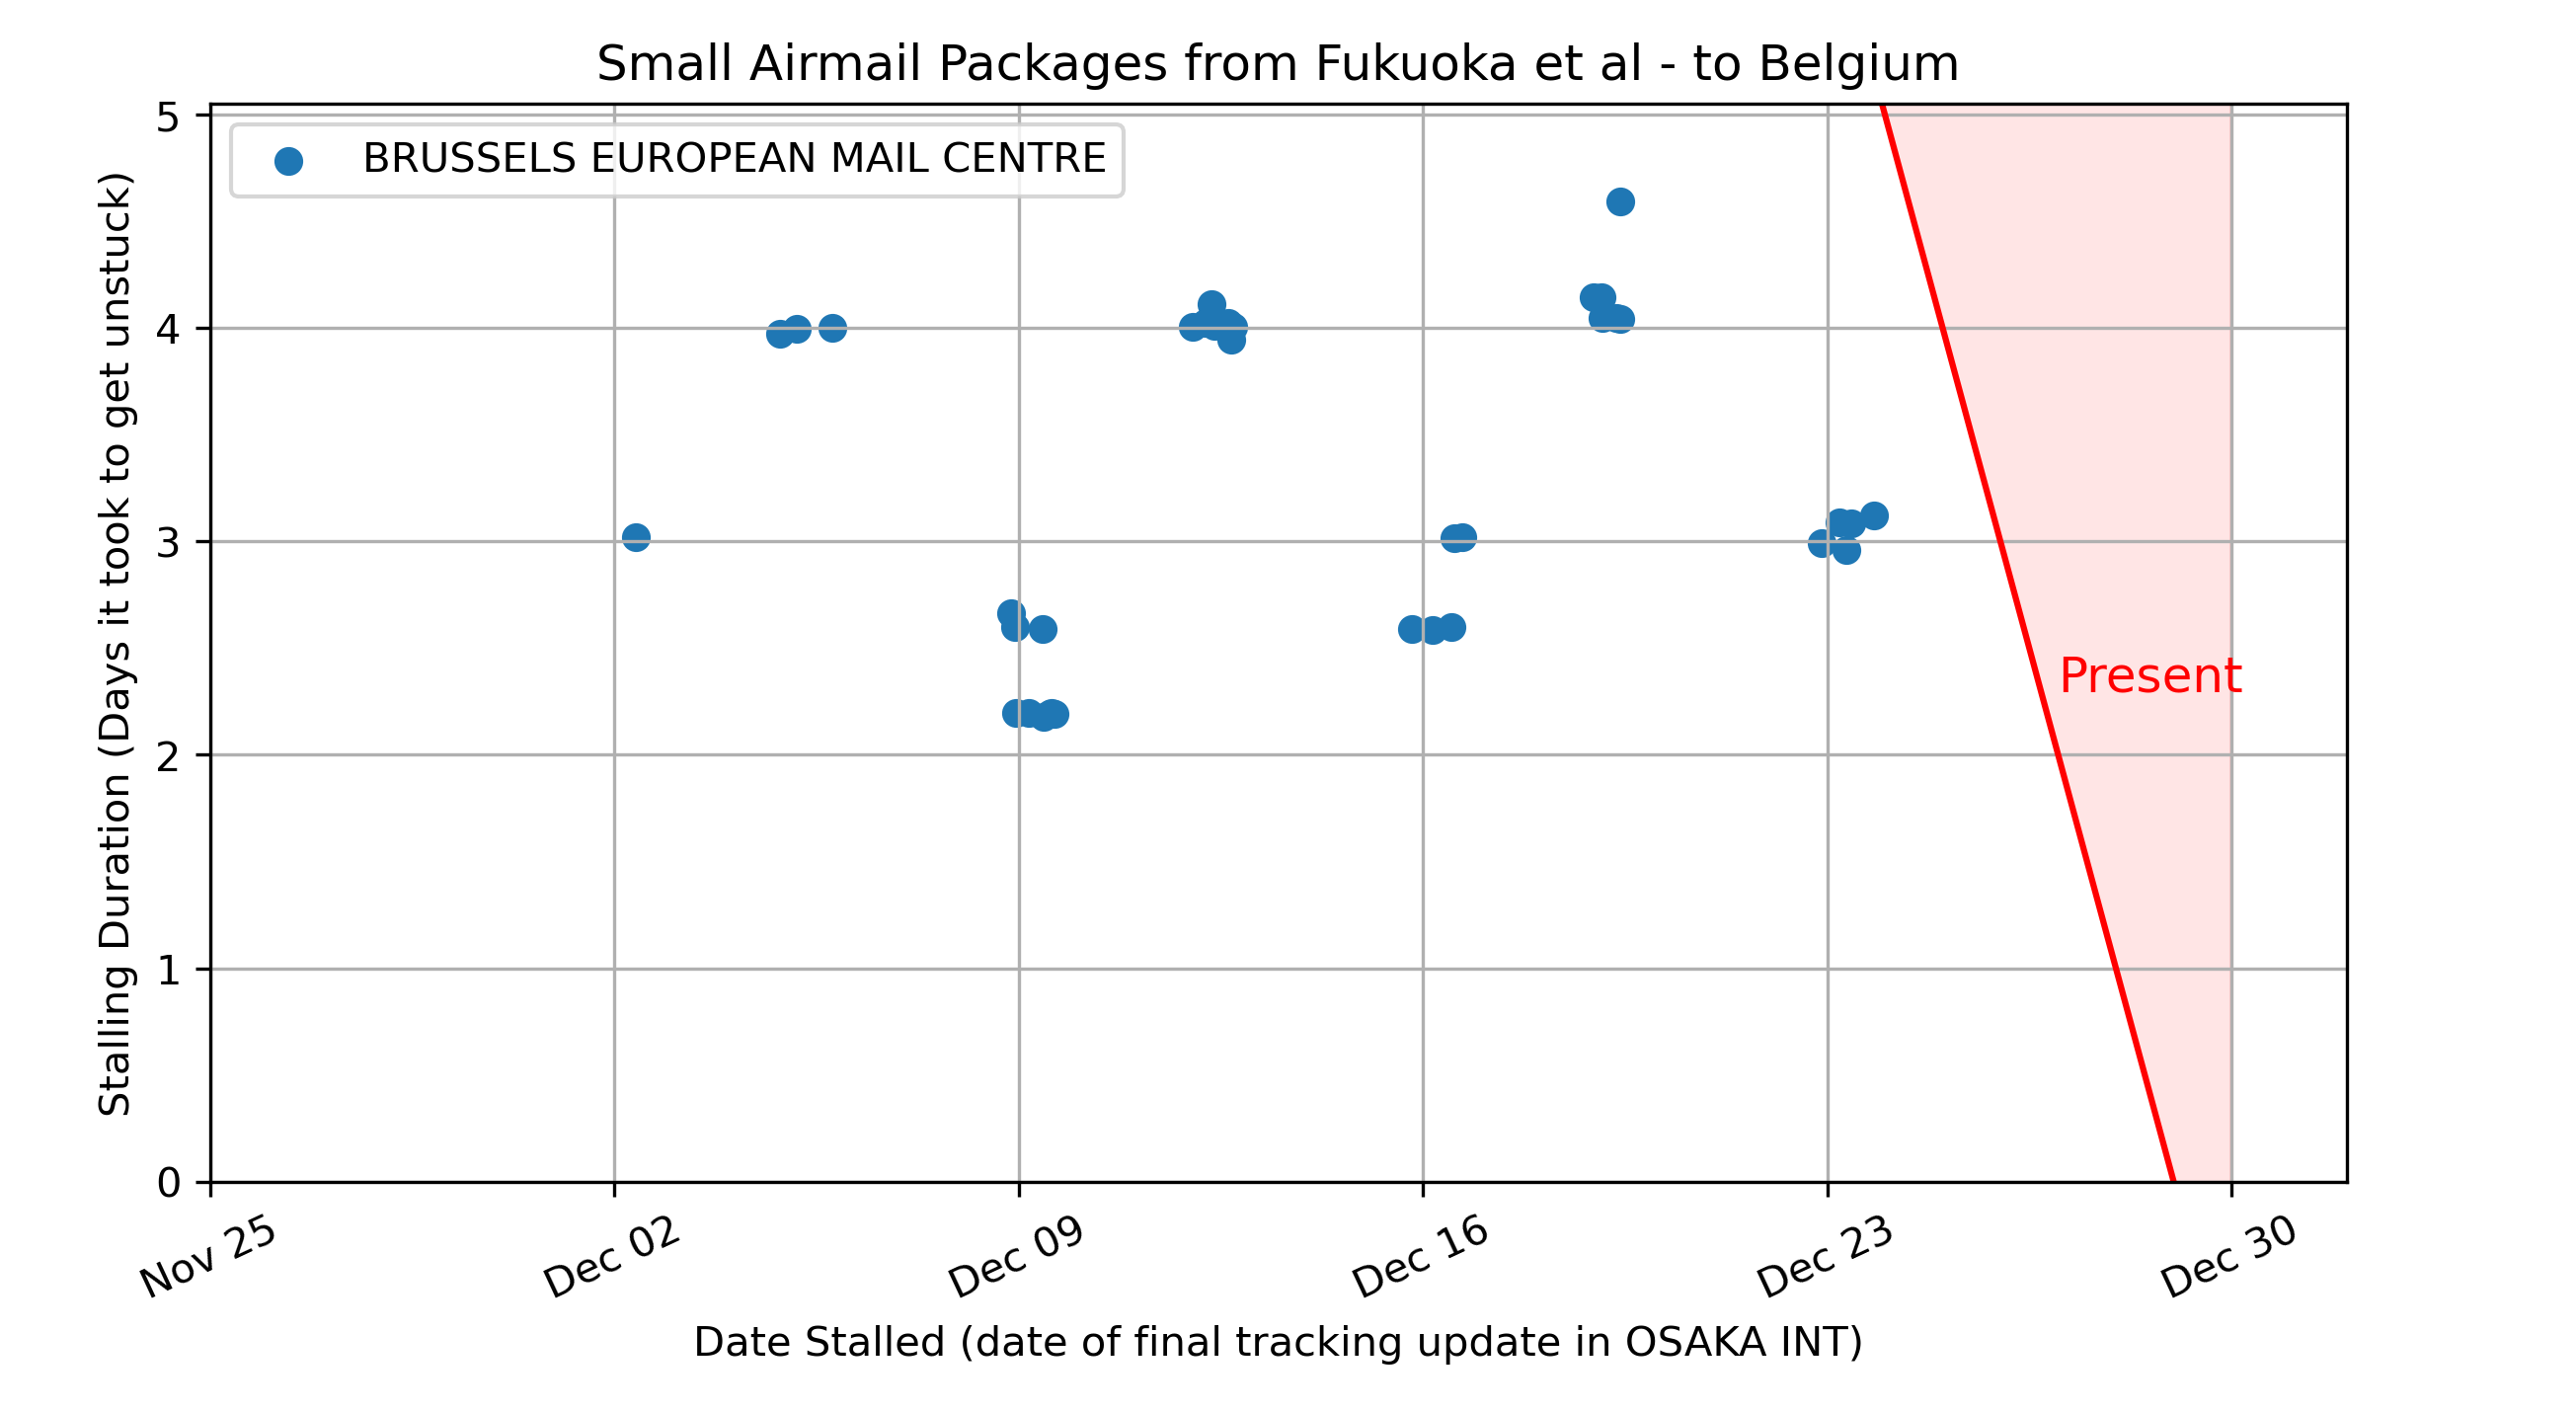 Small Airmail Packages from Fukuoka et al - to Belgium
BRUSSELS EUROPEAN MAIL CENTRE
Stalling Duration (Days it took to get unstuck)
5
4
3
2
1
0
Present
Nov 25
Dec 02
Dec 09
Dec 16
Dec 23
Dec 30
Date Stalled (date of final tracking update in OSAKA INT)